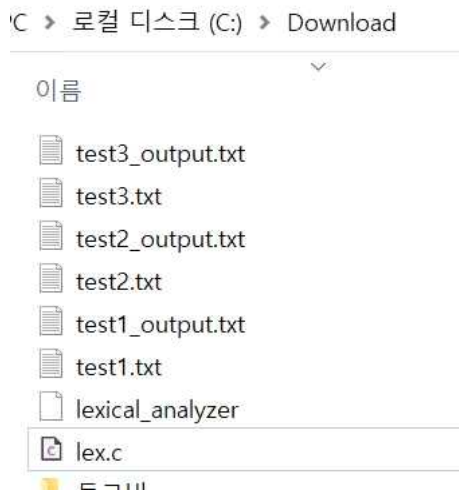 PC > 로컬 디스크 (C:) > Download
이름
test3_output.txt
test3.txt
test2_output.txt
test2.txt
test1_output.txt
test1.txt
lexical_analyzer
lex.c